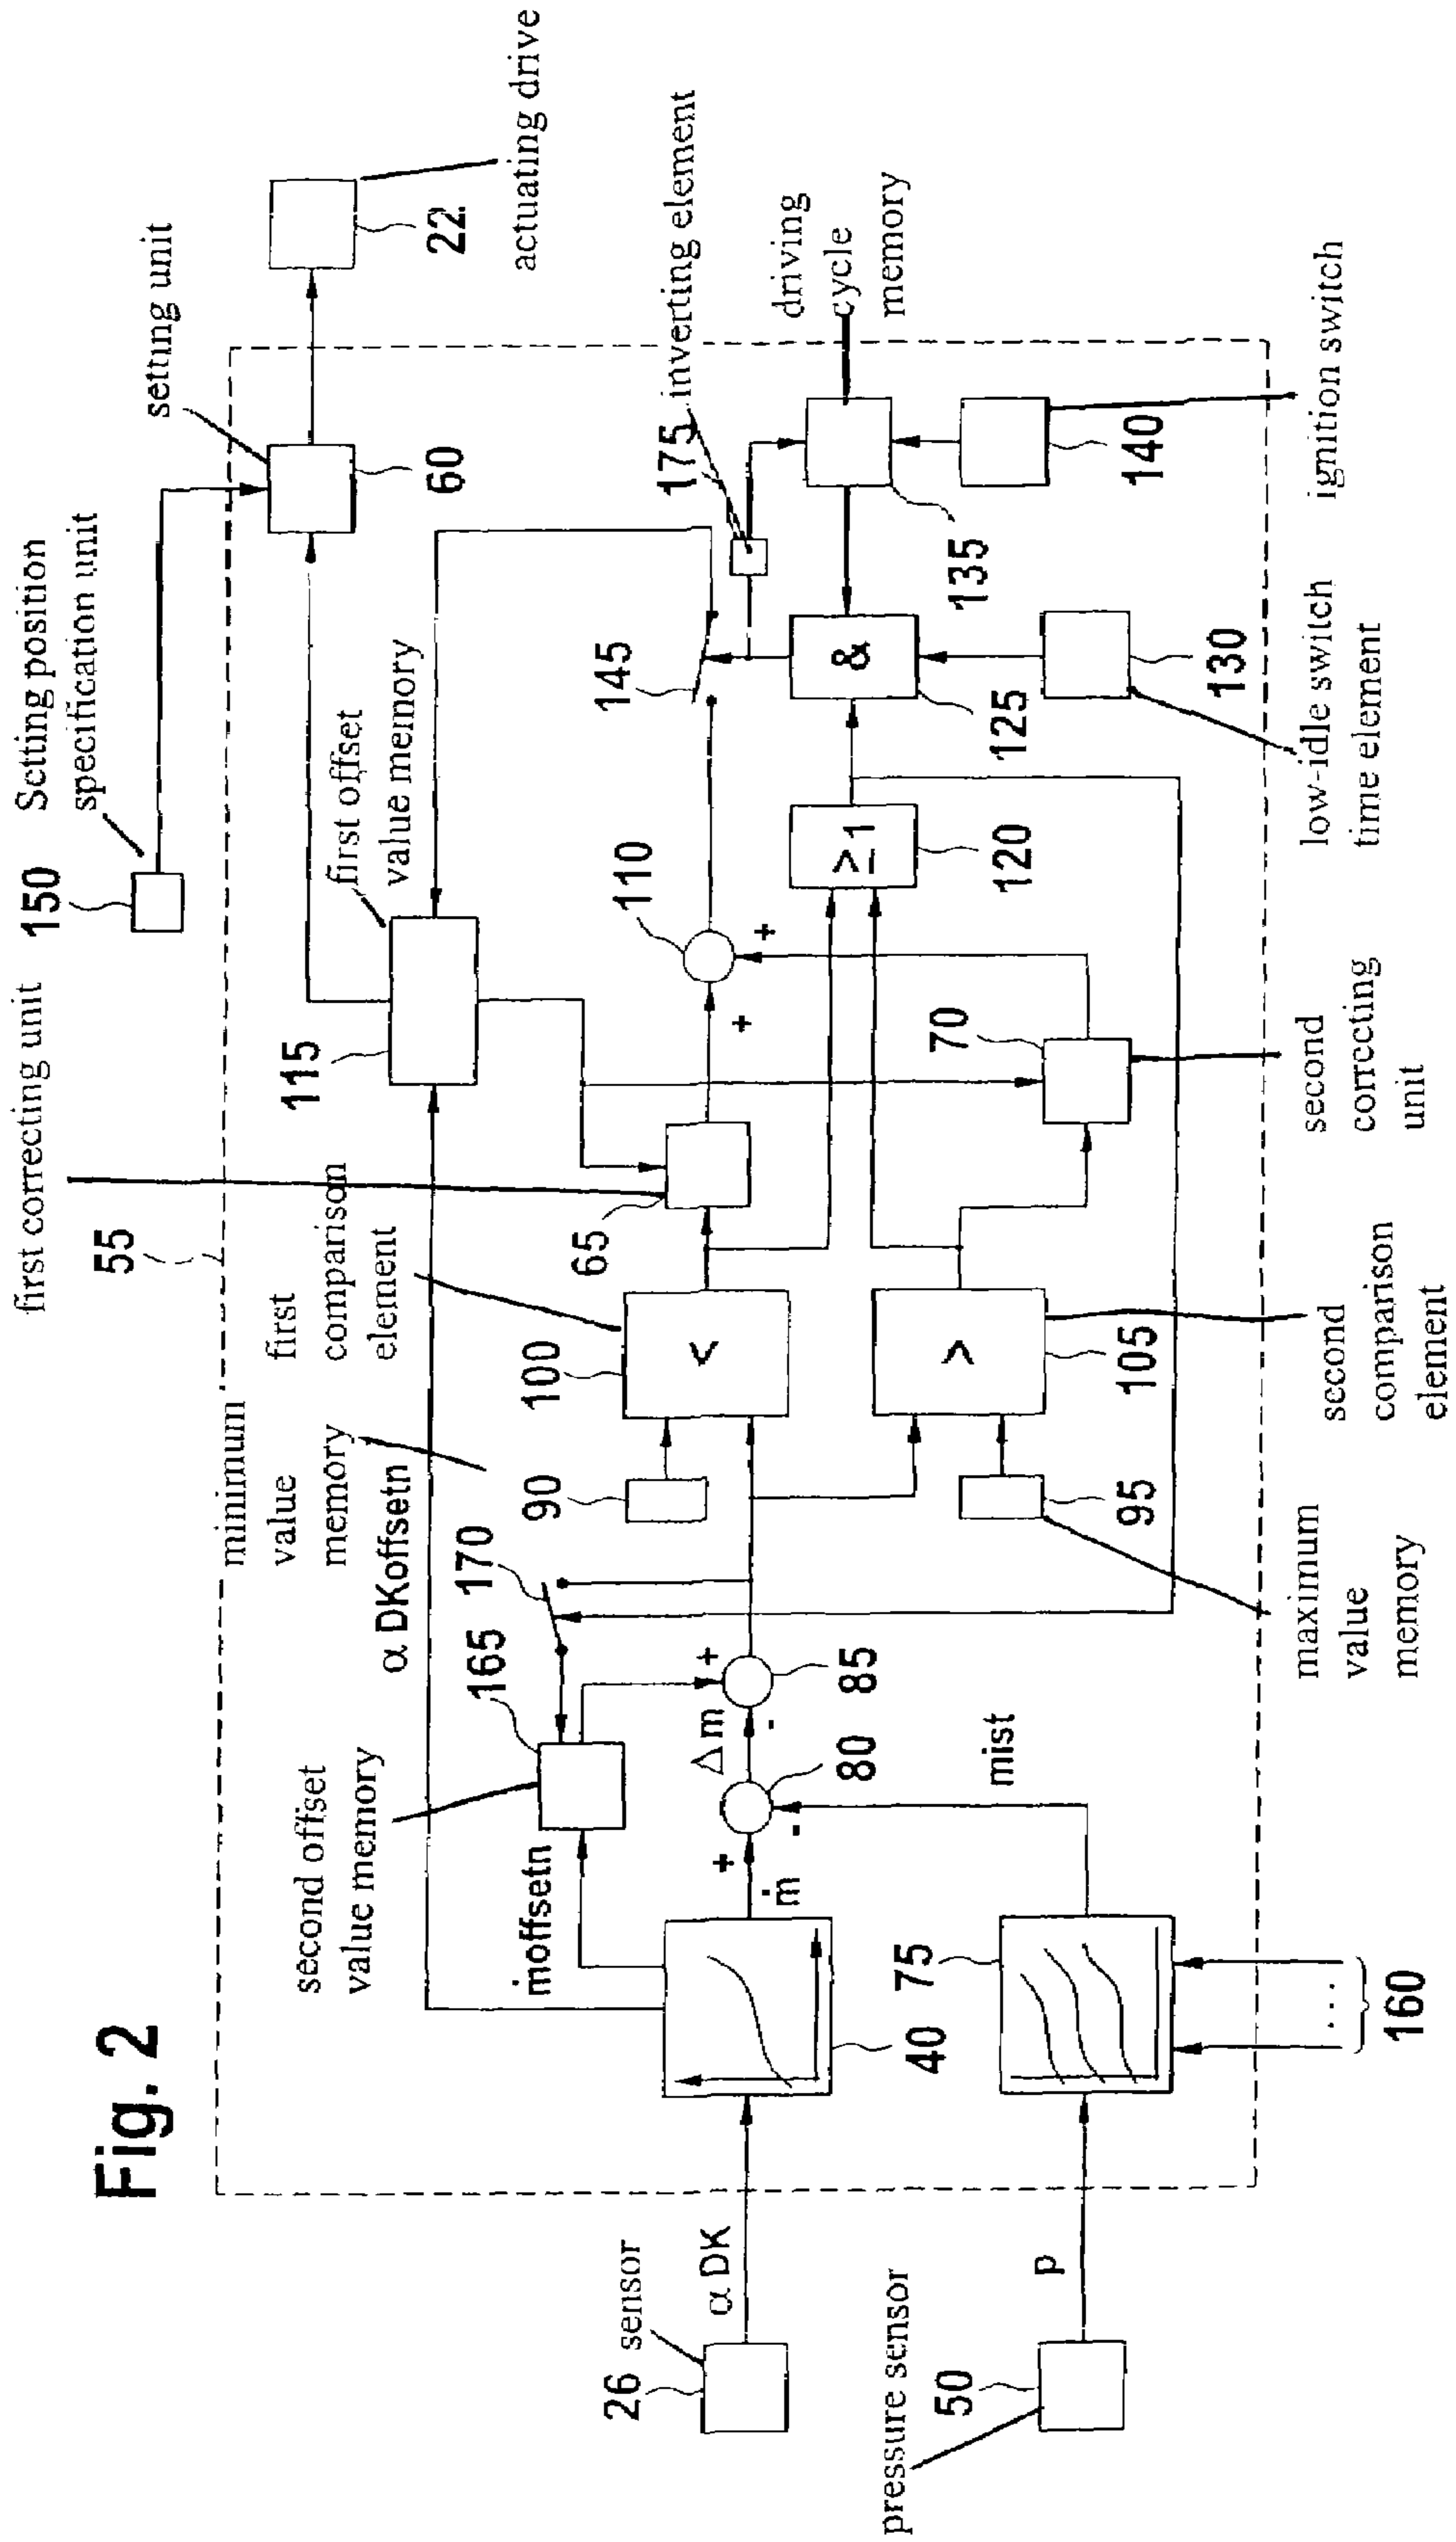 Fig. 2
26 sensor
α DK
pressure sensor
50
p
40
75
160
. . .
ṁoffsetn
ṁ
+
-
second offset
value memory
165
170
Δ m
80
mist
+
-
85
α DKoffsetn
minimum
value
memory
90
95
maximum
value
memory
first
comparison
element
100
<
>
105
second
comparison
element
55
first correcting unit
65
70
second
correcting
unit
115
first offset
value memory
110
+
+
≥1
120
&
125
130
low-idle switch
time element
145
175 inverting element
135
140
ignition switch
driving
cycle
memory
150
Setting position
specification unit
setting unit
60
22
actuating drive